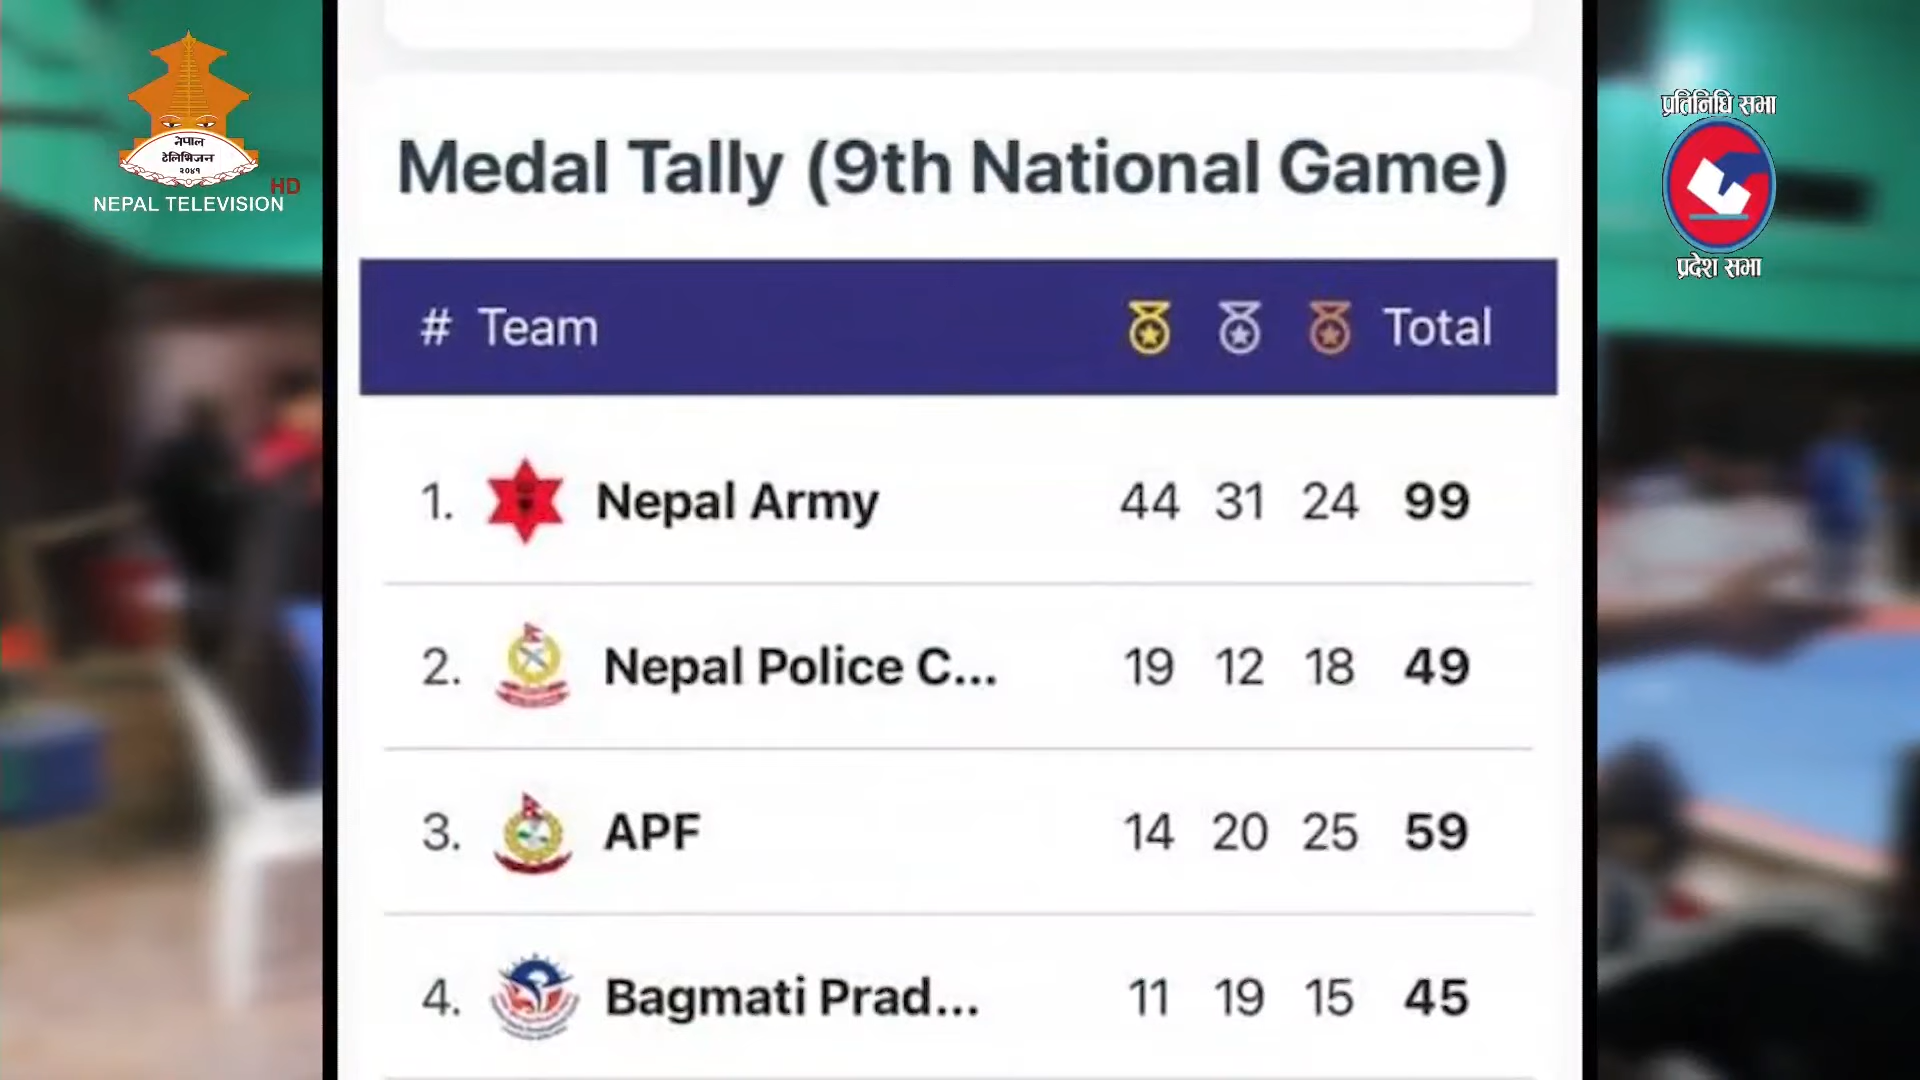 नेपाल
टेलिभिजन
२०४१
HD
NEPAL TELEVISION
प्रतिनिधि सभा
प्रदेश सभा
Medal Tally (9th National Game)
# Team Total
1. Nepal Army 44 31 24 99
2. Nepal Police C... 19 12 18 49
3. APF 14 20 25 59
4. Bagmati Prad... 11 19 15 45